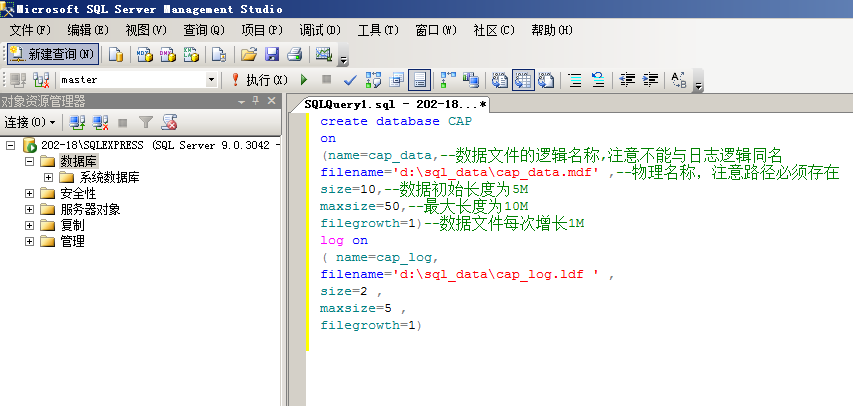 Microsoft SQL Server Management Studio
文件(F) 编辑(E) 视图(V) 查询(Q) 项目(P) 调试(D) 工具(T) 窗口(W) 社区(C) 帮助(H)
新建查询(N)
master 执行(X)
对象资源管理器
连接(O)
202-18\SQLEXPRESS (SQL Server 9.0.3042 -
数据库
系统数据库
安全性
服务器对象
复制
管理
SQLQuery1.sql - 202-18...*
create database CAP
on
(name=cap_data,--数据文件的逻辑名称,注意不能与日志逻辑同名
filename='d:\sql_data\cap_data.mdf' ,--物理名称, 注意路径必须存在
size=10,--数据初始长度为5M
maxsize=50,--最大长度为10M
filegrowth=1)--数据文件每次增长1M
log on
( name=cap_log,
filename='d:\sql_data\cap_log.ldf ' ,
size=2 ,
maxsize=5 ,
filegrowth=1)